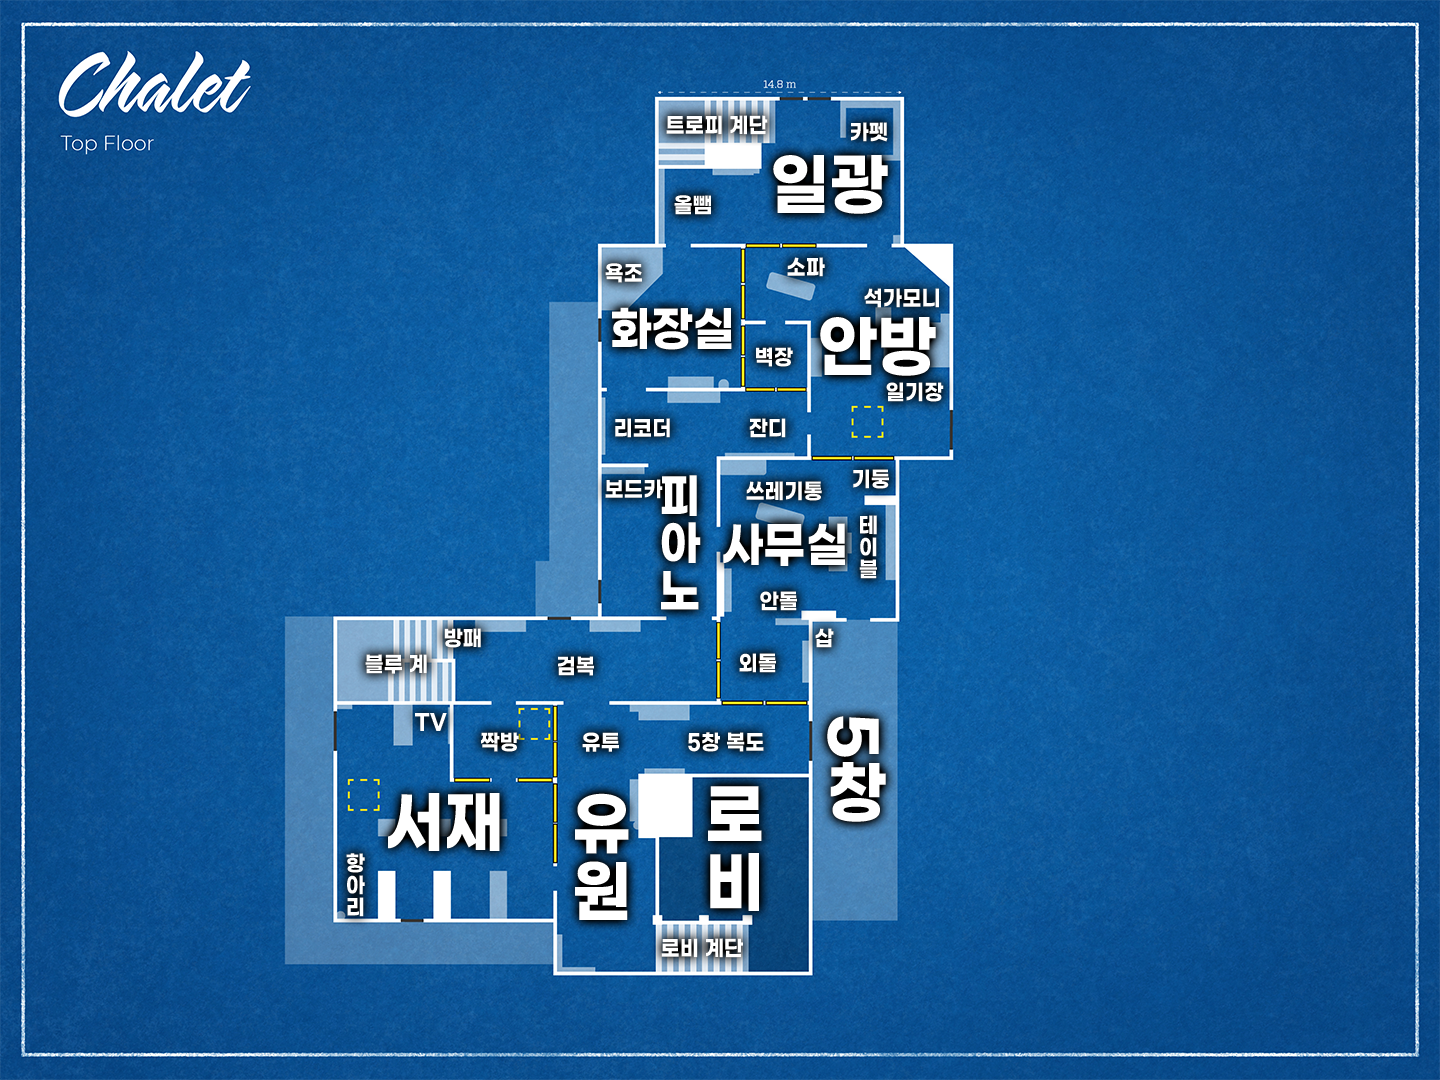 Chalet
Top Floor
14.8 m
트로피 계단
카펫
일광
올뺌
욕조
소파
석가모니
화장실
안방
벽장
일기장
리코더
잔디
기둥
보드카
쓰레기통
피아노
사무실
테이블
안돌
방패
삽
블루 계
검복
외돌
TV
짝방
유투
5창 복도
5창
서재
유원
로비
항아리
로비 계단